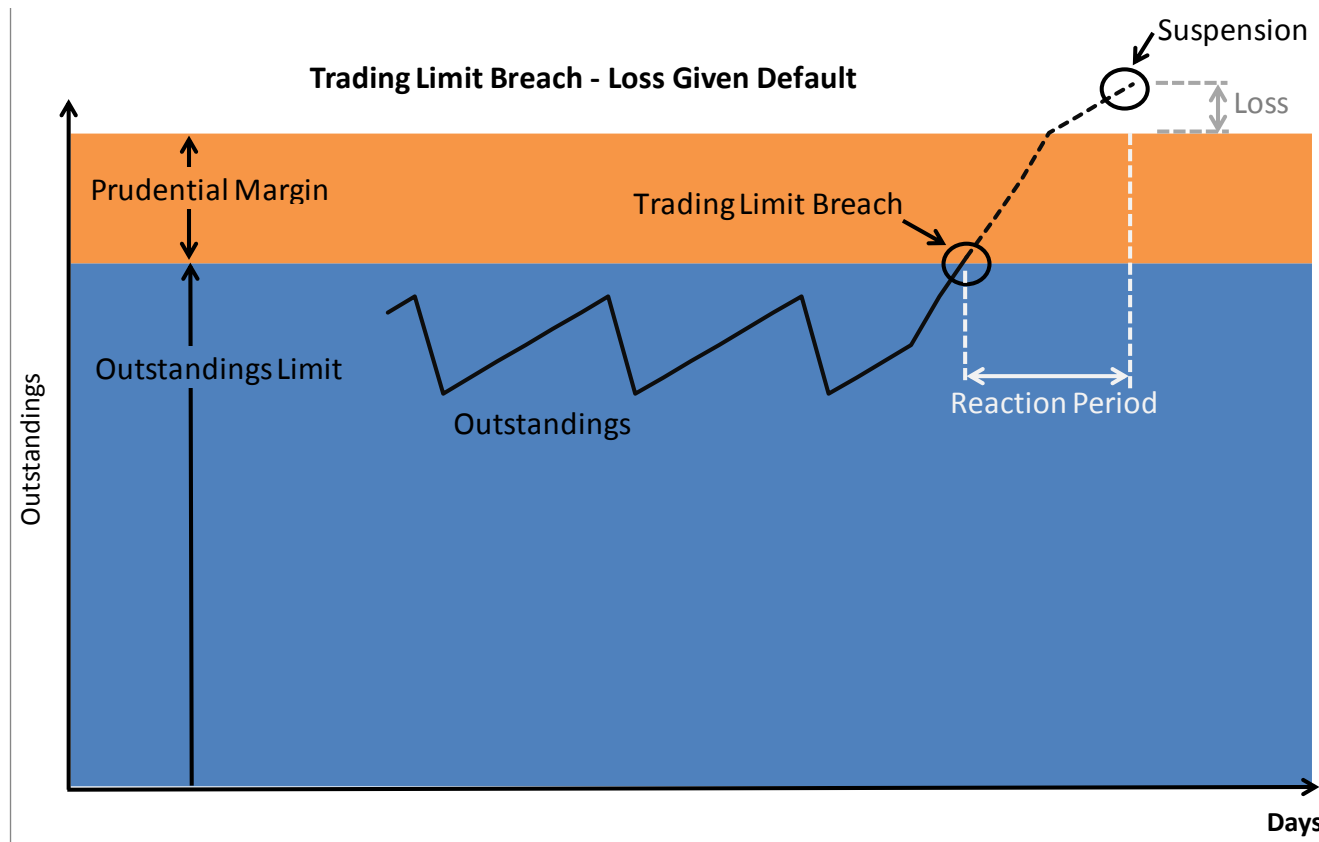 Suspension
Trading Limit Breach - Loss Given Default
Loss
Prudential Margin
Trading Limit Breach
Outstandings Limit
Reaction Period
Outstandings
Outstandings
Days